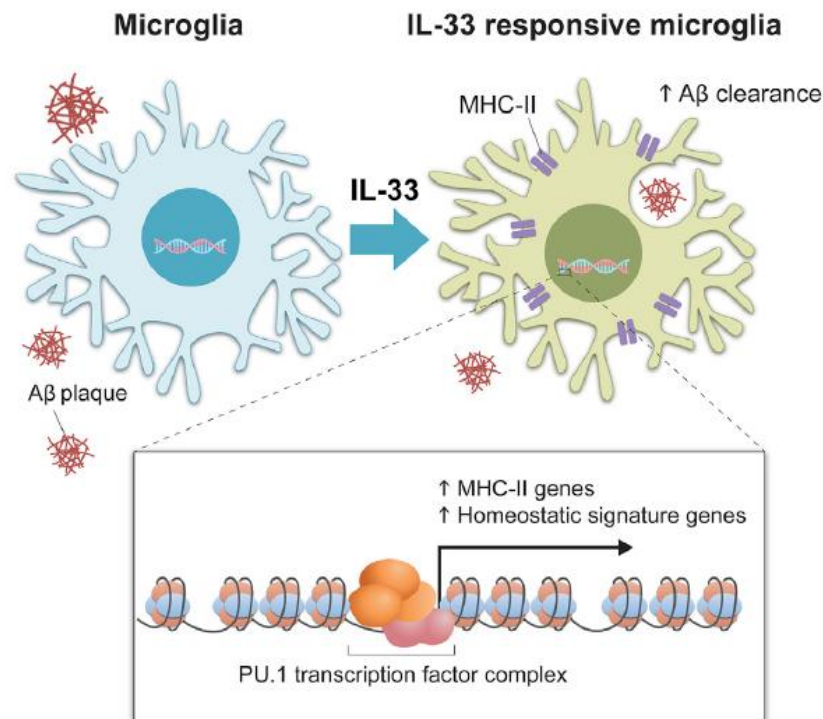 Microglia
IL-33 responsive microglia
MHC-II
↑ Aβ clearance
IL-33
Aβ plaque
↑ MHC-II genes
↑ Homeostatic signature genes
PU.1 transcription factor complex